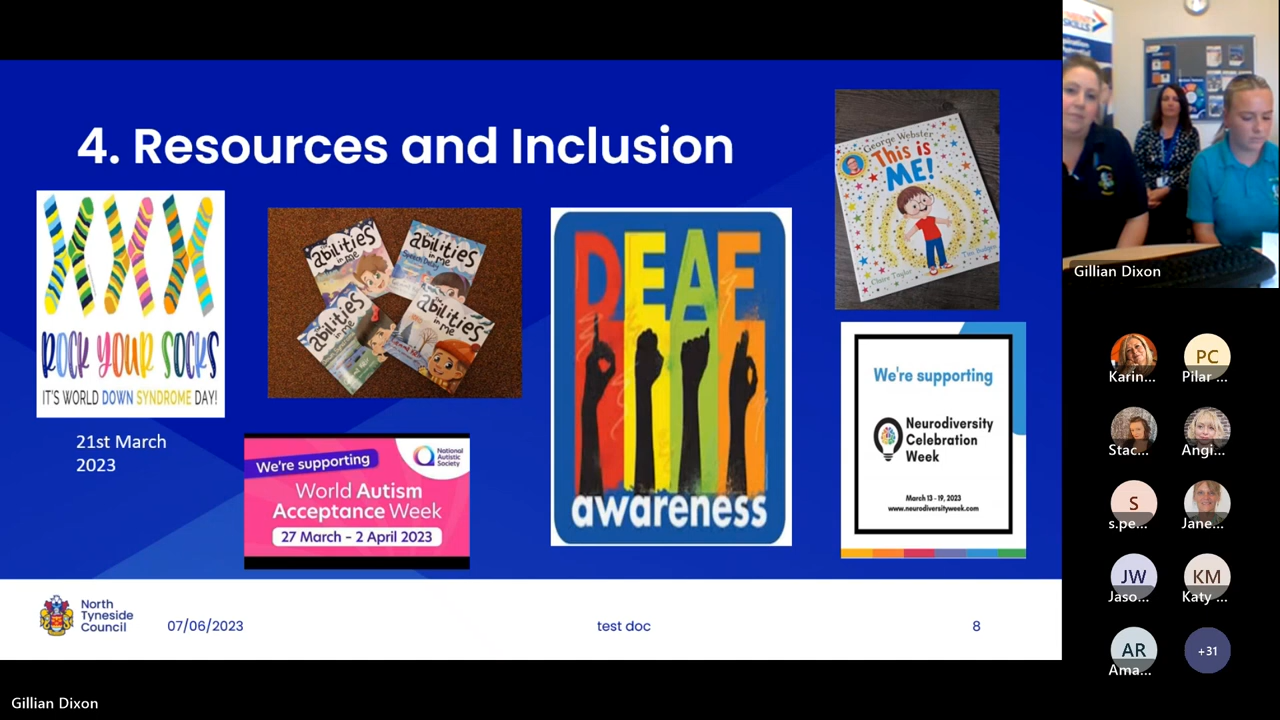 4. Resources and Inclusion
ROCK YOUR SOCKS
IT'S WORLD DOWN SYNDROME DAY!
21st March
2023
abilities
in me
the
abilities
in me
Speech Delay
abilities
in me
abilities
in me
We're supporting
National
Autistic
Society
World Autism
Acceptance Week
27 March – 2 April 2023
DEAF
awareness
George Webster
This is
ME!
We're supporting
Neurodiversity
Celebration
Week
March 13 - 19, 2023
www.neurodiversityweek.com
North
Tyneside
Council
07/06/2023
test doc
8
SKILLS
Gillian Dixon
Karin...
PC
Pilar ...
Stac...
Angi...
S
s.pe...
Jane...
JW
Jaso...
KM
Katy ...
AR
Ama...
+31
Gillian Dixon